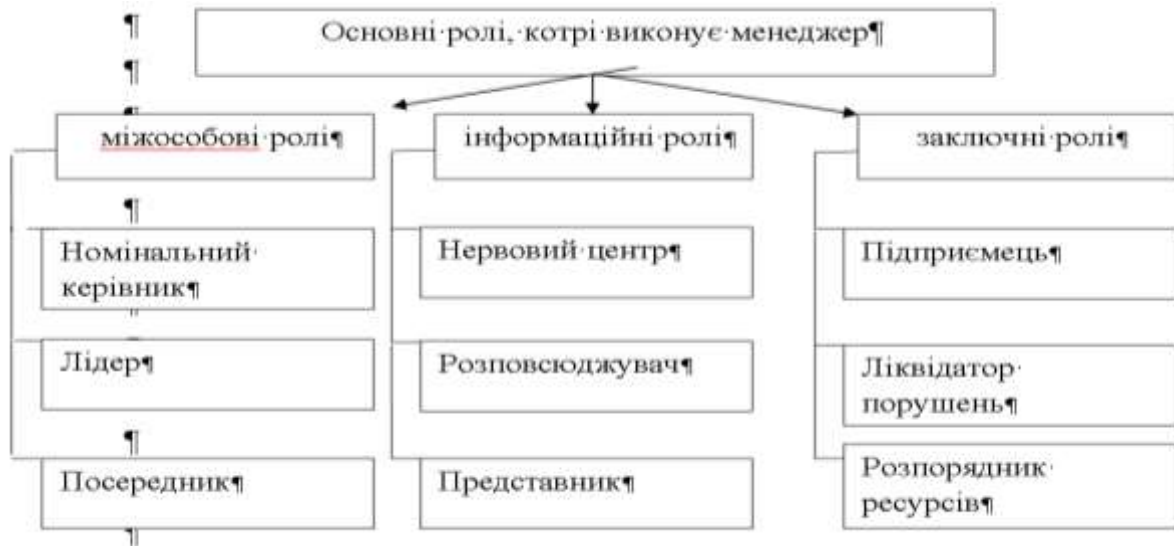 Основні ролі, котрі виконує менеджер
міжособові ролі
інформаційні ролі
заключні ролі
Номінальний
керівник
Нервовий центр
Підприємець
Лідер
Розповсюджувач
Ліквідатор
порушень
Посередник
Представник
Розпорядник
ресурсів